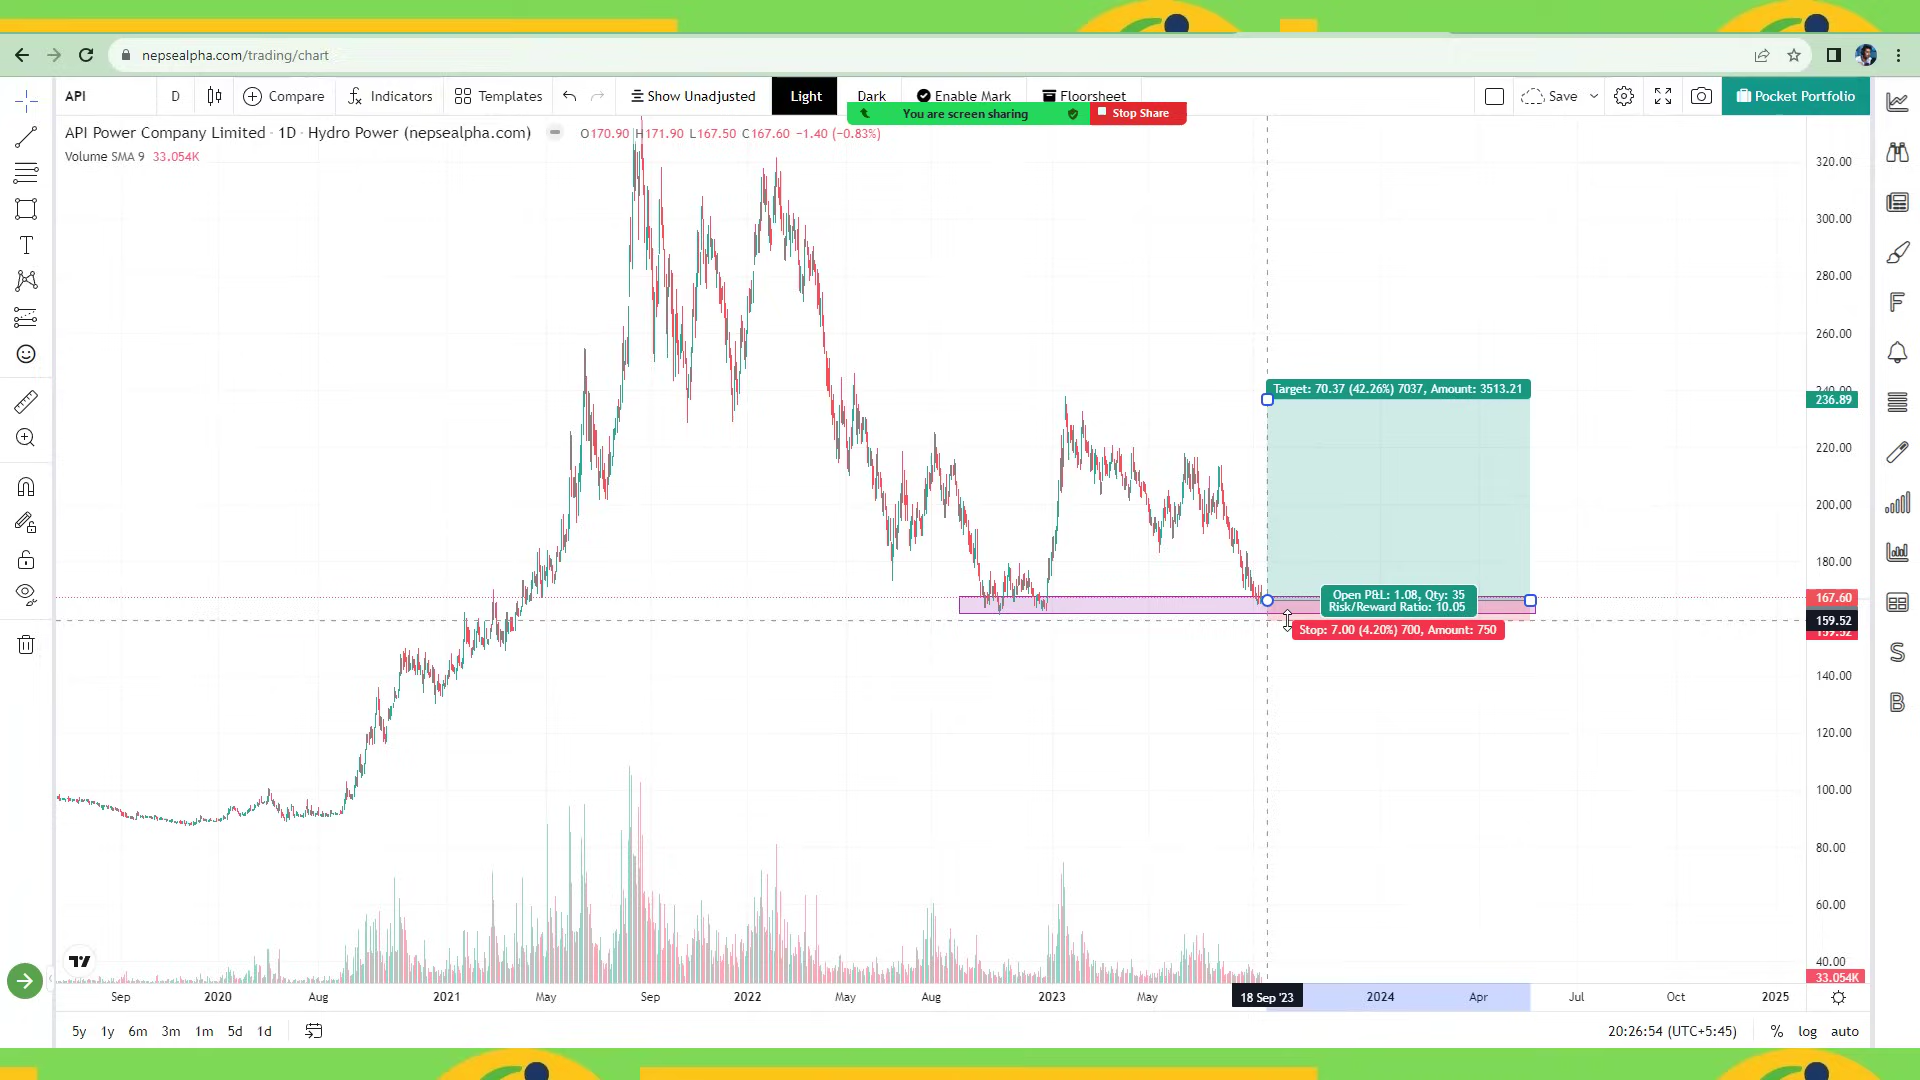 nepsealpha.com/trading/chart
API D Compare Indicators Templates Show Unadjusted Light Dark Enable Mark Floorsheet Save Pocket Portfolio
You are screen sharing Stop Share
API Power Company Limited · 1D · Hydro Power (nepsealpha.com) O170.90 H171.90 L167.50 C167.60 −1.40 (−0.83%)
Volume SMA 9 33.054K
320.00
300.00
280.00
260.00
240.00
236.89
220.00
200.00
180.00
167.60
159.52
140.00
120.00
100.00
80.00
60.00
40.00
33.054K
Target: 70.37 (42.26%) 7037, Amount: 3513.21
Open P&L: 1.08, Qty: 35
Risk/Reward Ratio: 10.05
Stop: 7.00 (4.20%) 700, Amount: 750
F
S
B
Sep 2020 Aug 2021 May Sep 2022 May Aug 2023 May 18 Sep '23 2024 Apr Jul Oct 2025
5y 1y 6m 3m 1m 5d 1d 20:26:54 (UTC+5:45) % log auto